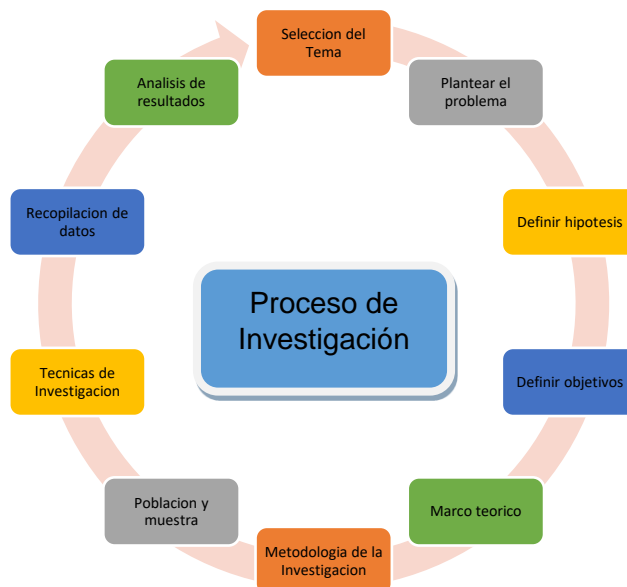 Seleccion del
Tema
Plantear el
problema
Definir hipotesis
Definir objetivos
Marco teorico
Metodologia de la
Investigacion
Poblacion y
muestra
Tecnicas de
Investigacion
Recopilacion de
datos
Analisis de
resultados
Proceso de
Investigación